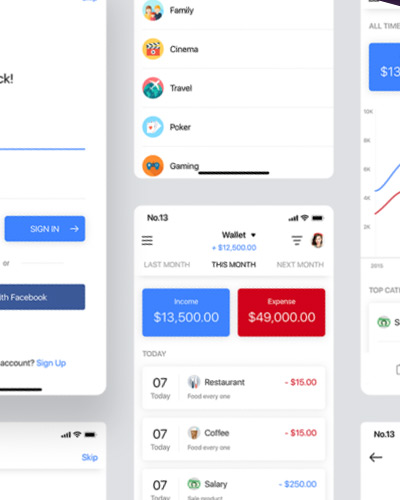 Skip
ck!
SIGN IN →
or
ith Facebook
account? Sign Up
Skip
Family
Cinema
Travel
Poker
Gaming
No.13
Wallet ▾
+ $12,500.00
LAST MONTH THIS MONTH NEXT MONTH
Income Expense
$13,500.00 $49,000.00
TODAY
07 Restaurant - $15.00
Today Food every one
07 Coffee - $15.00
Today Food every one
07 Salary - $250.00
Today Sale product
ALL TIME
$13
10K
8K
6K
4K
2K
2015
TOP CAT
S
No.13
←